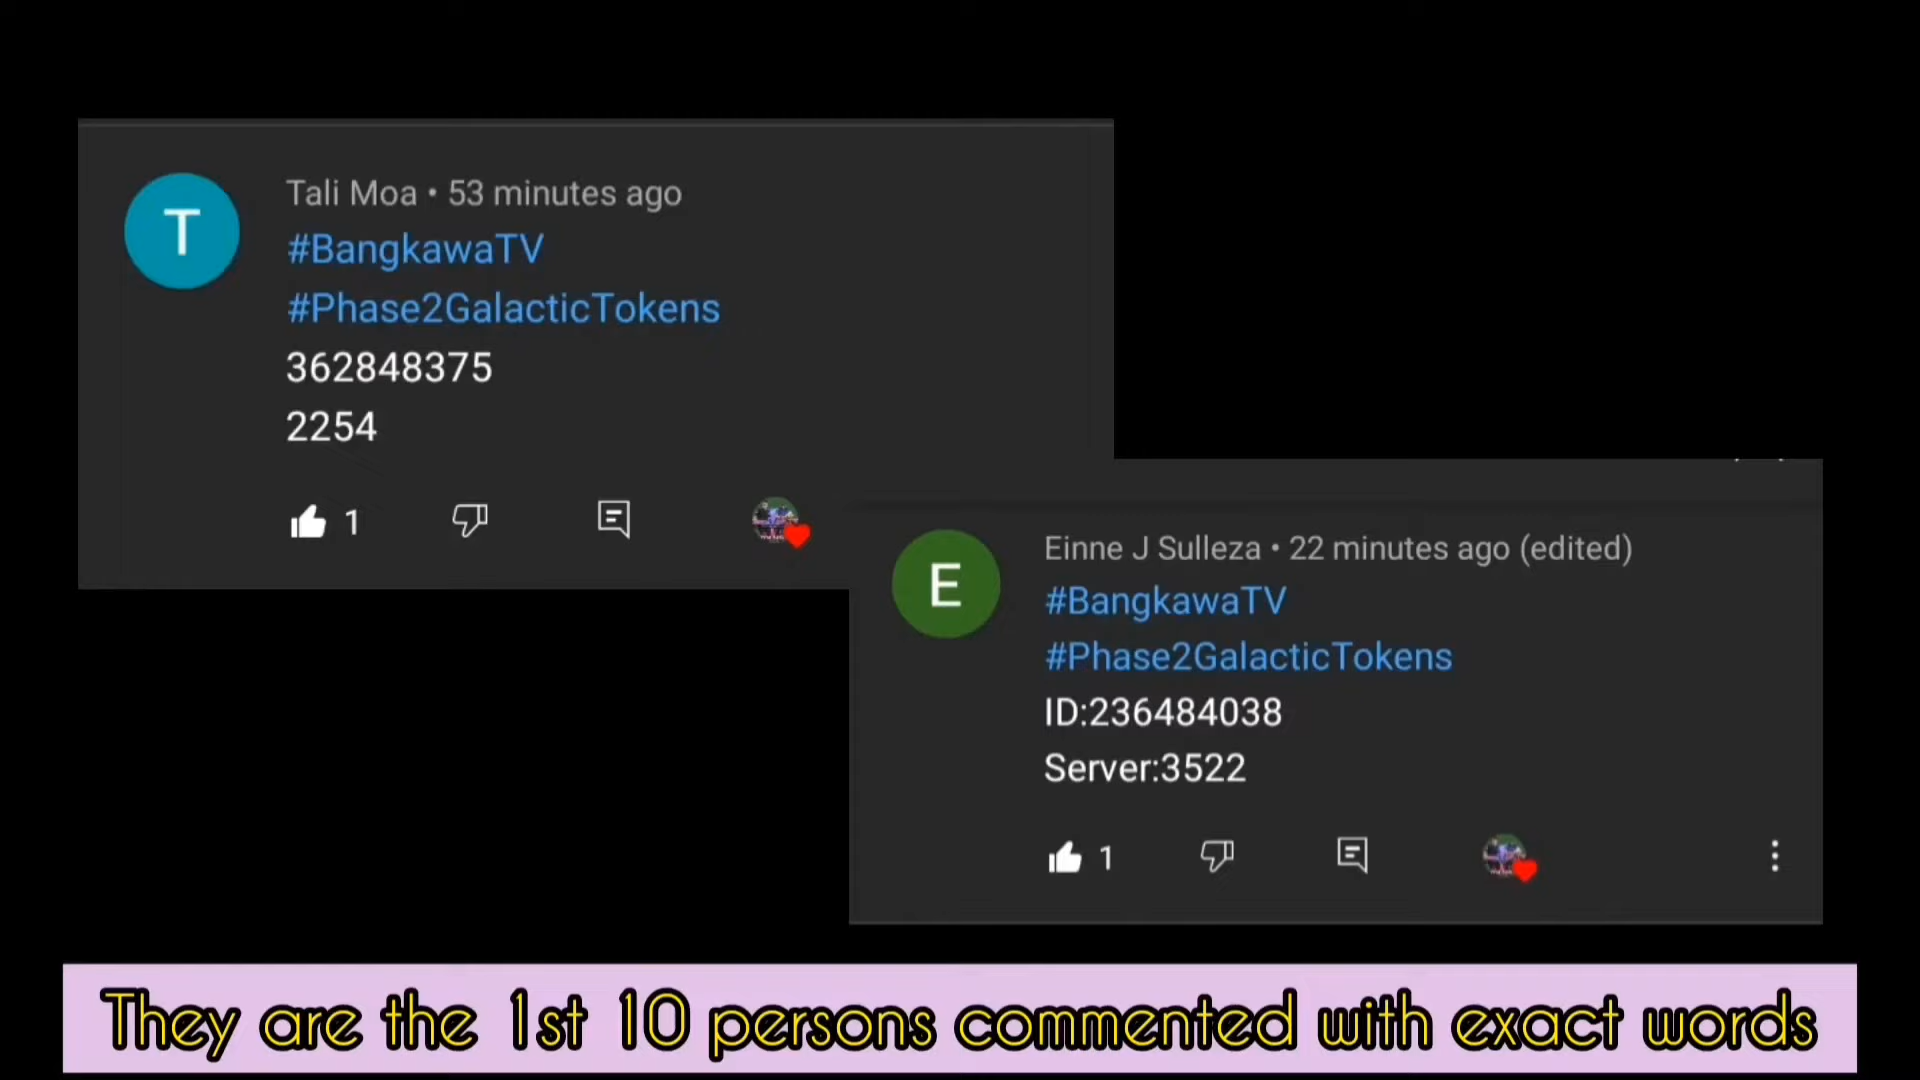 T
Tali Moa • 53 minutes ago
#BangkawaTV
#Phase2GalacticTokens
362848375
2254
1
E
Einne J Sulleza • 22 minutes ago (edited)
#BangkawaTV
#Phase2GalacticTokens
ID:236484038
Server:3522
1
They are the 1st 10 persons commented with exact words